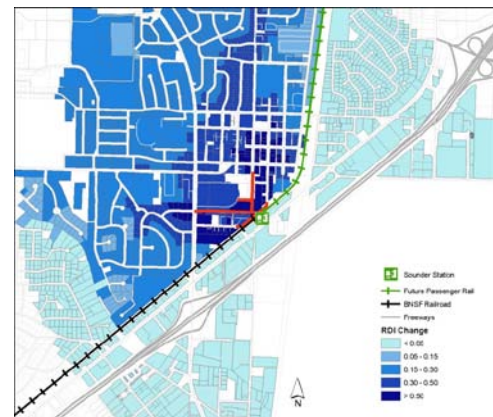 Sounder Station
Future Passenger Rail
BNSF Railroad
Freeways
RDI Change
< 0.05
0.05 - 0.15
0.15 - 0.30
0.30 - 0.50
> 0.50
N